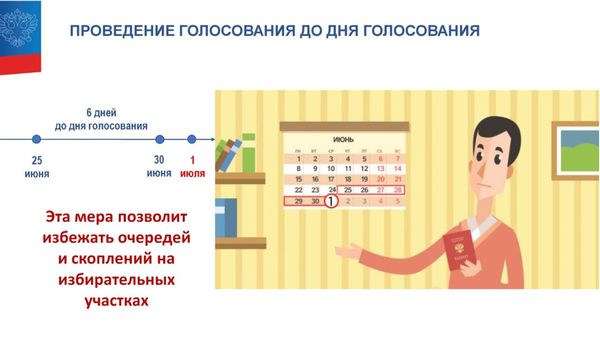 ПРОВЕДЕНИЕ ГОЛОСОВАНИЯ ДО ДНЯ ГОЛОСОВАНИЯ
6 дней
до дня голосования
25
июня
30
июня
1
июля
Эта мера позволит
избежать очередей
и скоплений на
избирательных
участках
ИЮНЬ
ПН ВТ СР ЧТ ПТ СБ ВС
1 2 3 4 5 6 7
8 9 10 11 12 13 14
15 16 17 18 19 20 21
22 23 24 25 26 27 28
29 30 1 2 3 4 5